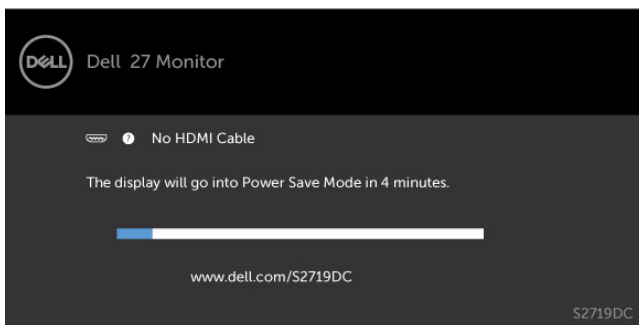 DELL Dell 27 Monitor
? No HDMI Cable
The display will go into Power Save Mode in 4 minutes.
www.dell.com/S2719DC
S2719DC